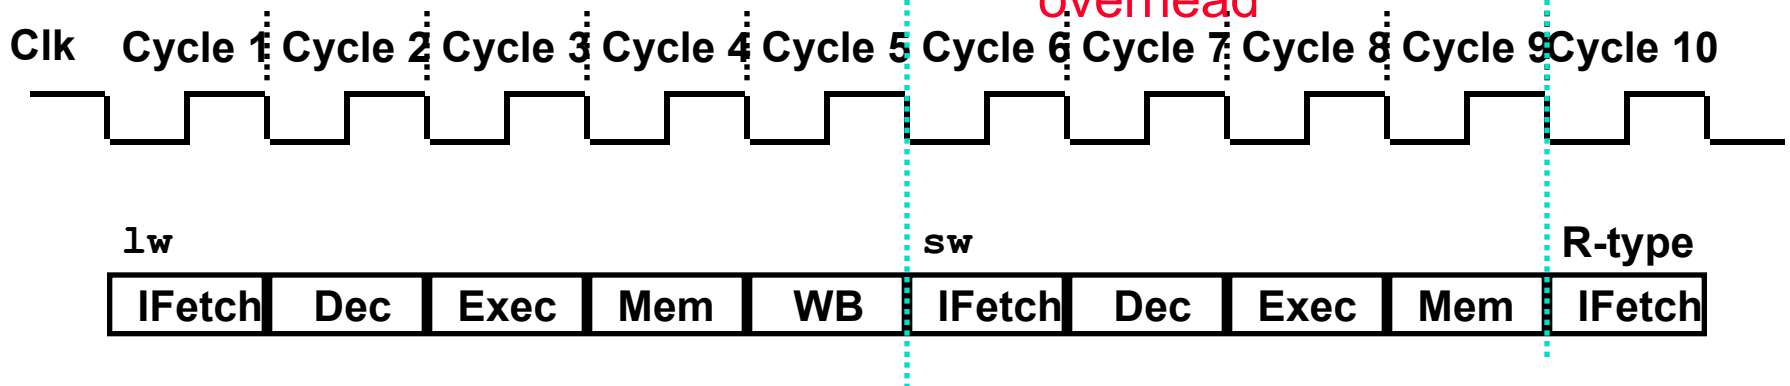 overhead
Clk Cycle 1 Cycle 2 Cycle 3 Cycle 4 Cycle 5 Cycle 6 Cycle 7 Cycle 8 Cycle 9 Cycle 10
lw sw R-type
IFetch Dec Exec Mem WB IFetch Dec Exec Mem IFetch